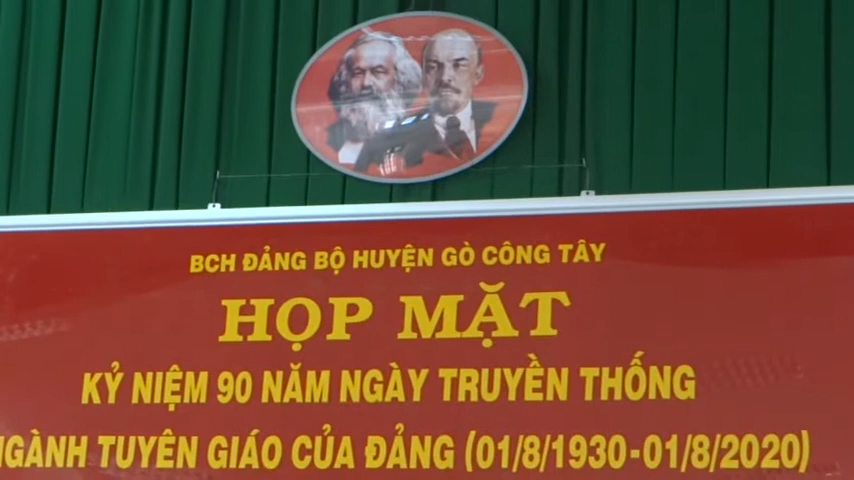 BCH ĐẢNG BỘ HUYỆN GÒ CÔNG TÂY
HỌP MẶT
KỶ NIỆM 90 NĂM NGÀY TRUYỀN THỐNG
NGÀNH TUYÊN GIÁO CỦA ĐẢNG (01/8/1930-01/8/2020)